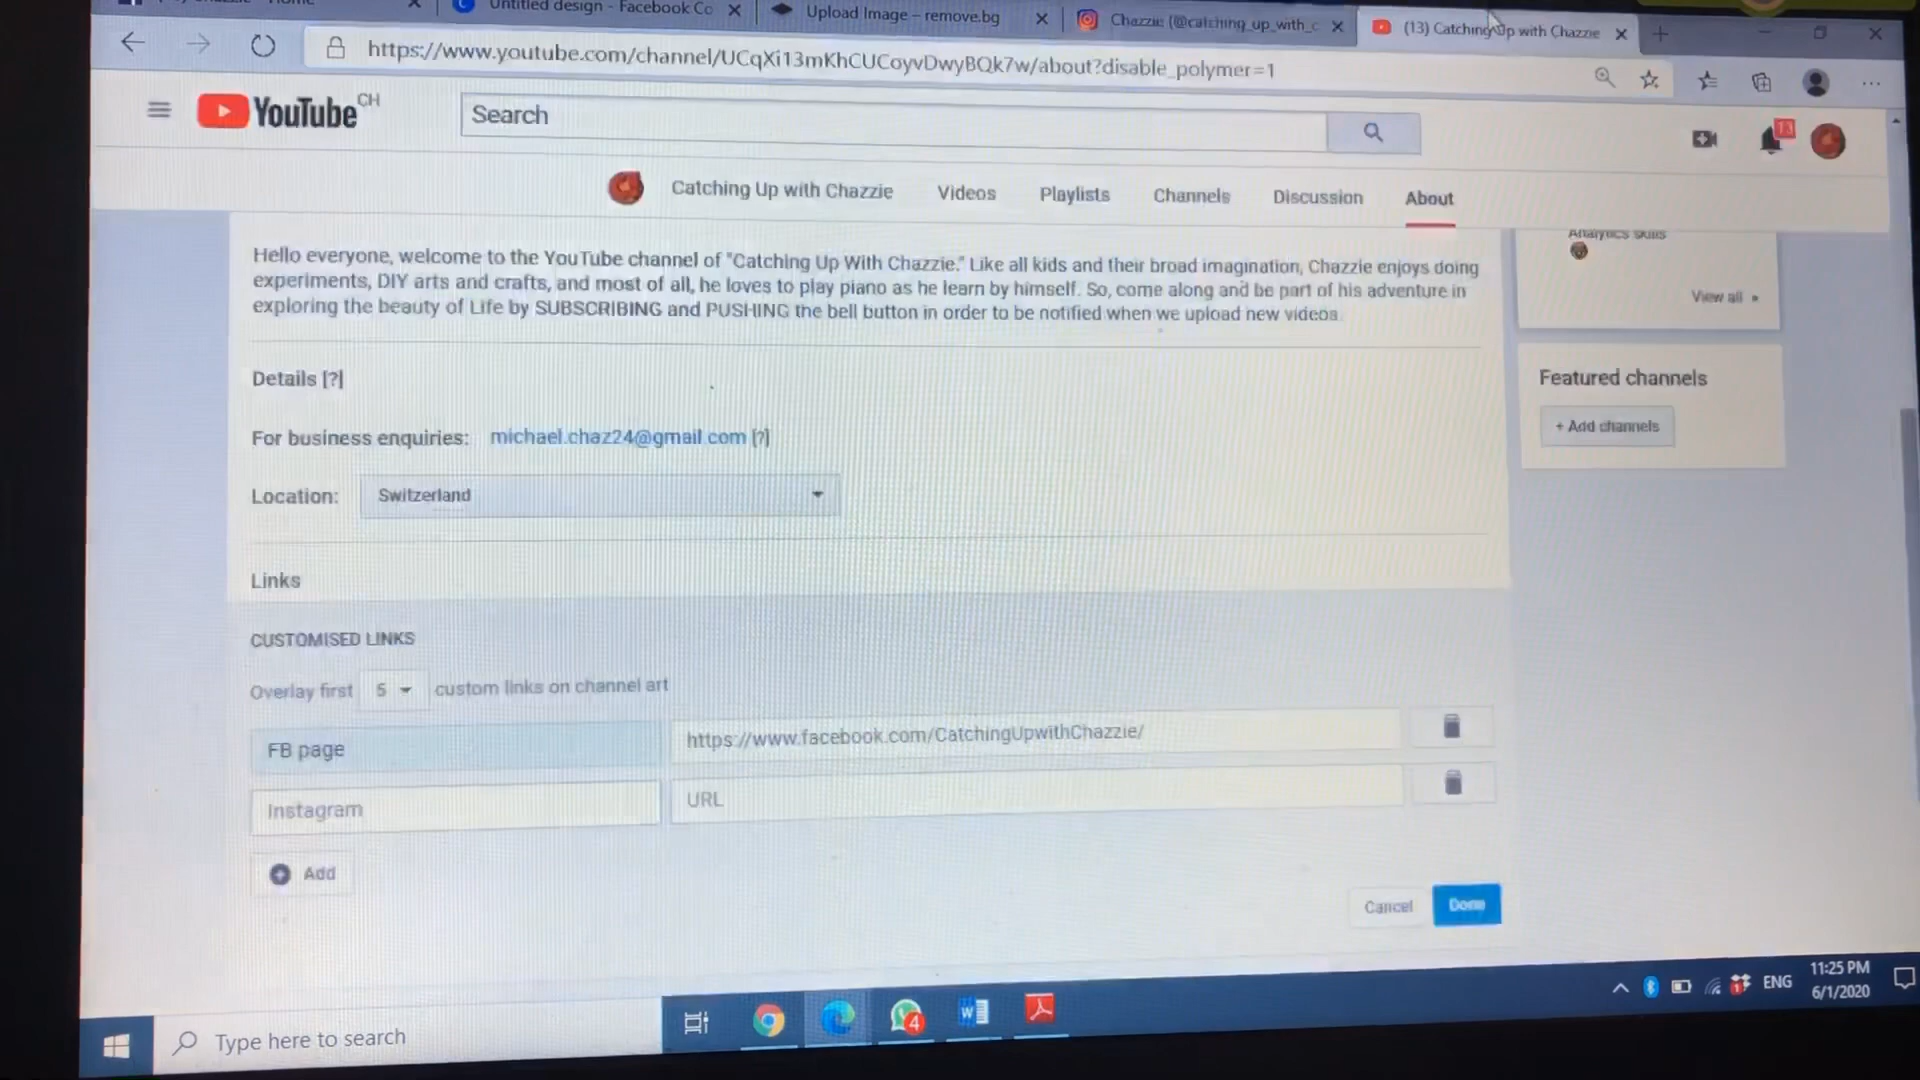 Untitled design - Facebook Co
Upload Image – remove.bg
Chazzie (@catching_up_with_c
(13) Catching Up with Chazzie
https://www.youtube.com/channel/UCqXi13mKhCUCoyvDwyBQk7w/about?disable_polymer=1
YouTube CH
Search
13
Catching Up with Chazzie
Videos
Playlists
Channels
Discussion
About
Hello everyone, welcome to the YouTube channel of "Catching Up With Chazzie." Like all kids and their broad imagination, Chazzie enjoys doing
experiments, DIY arts and crafts, and most of all, he loves to play piano as he learn by himself. So, come along and be part of his adventure in
exploring the beauty of Life by SUBSCRIBING and PUSHING the bell button in order to be notified when we upload new videos.
Analytics Skills
View all »
Details [?]
Featured channels
+ Add channels
For business enquiries: michael.chaz24@gmail.com [?]
Location: Switzerland
Links
CUSTOMISED LINKS
Overlay first 5 custom links on channel art
FB page
https://www.facebook.com/CatchingUpwithChazzie/
Instagram
URL
Add
Cancel
Done
Type here to search
4
W
1
ENG
11:25 PM
6/1/2020